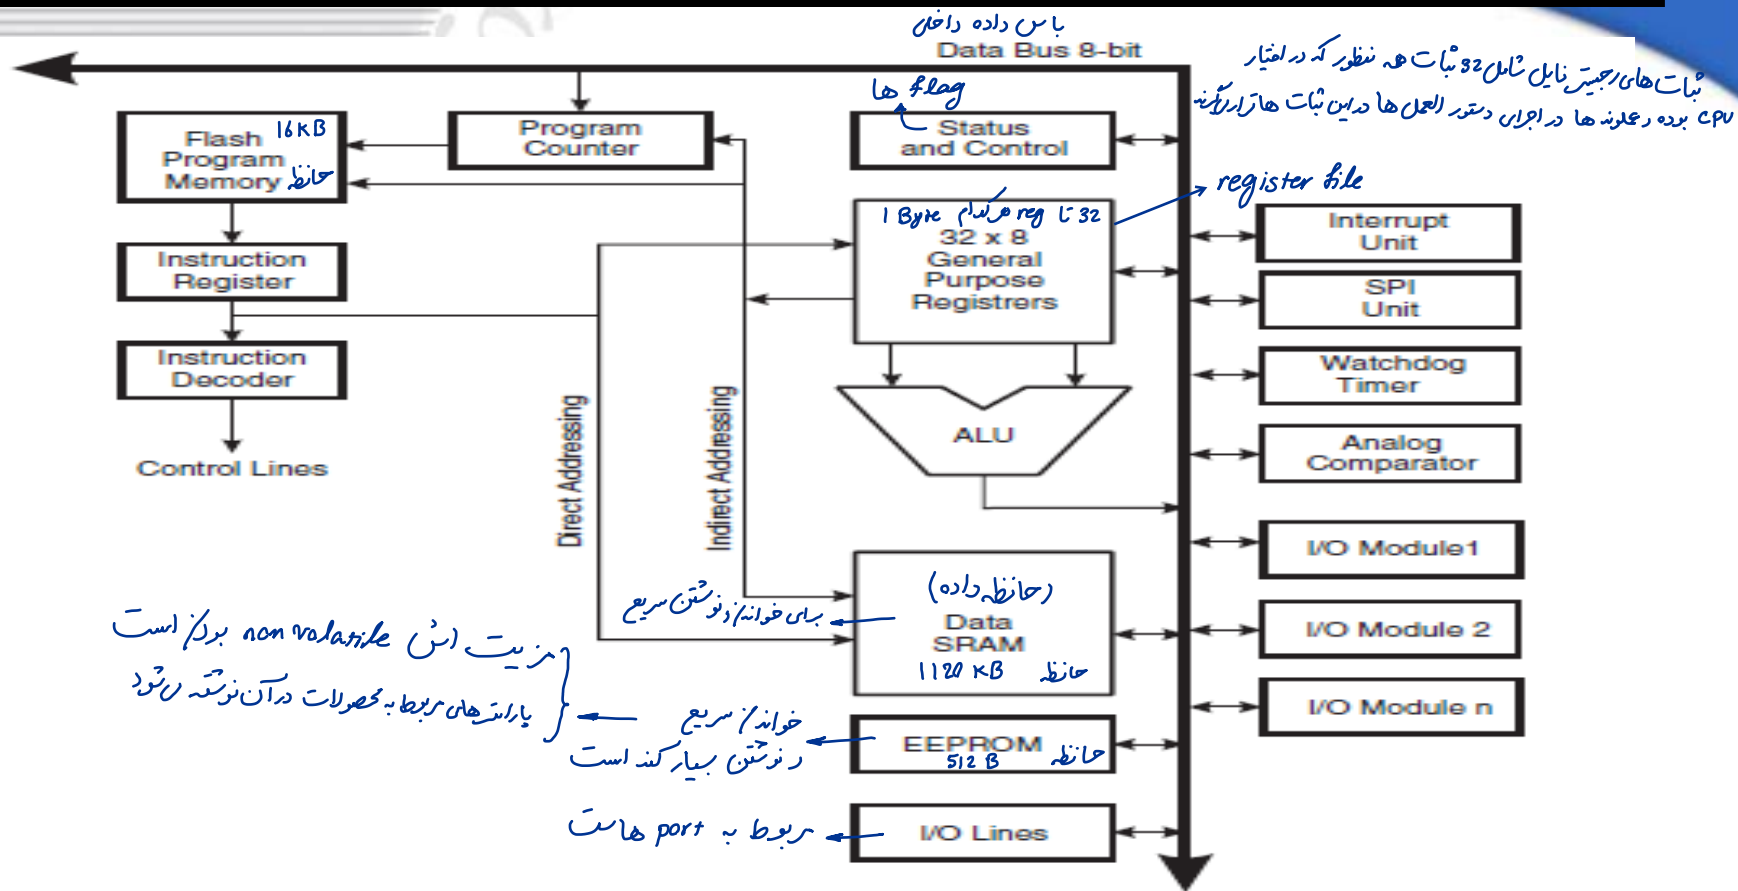 باس داده داخلی
Data Bus 8-bit
ثبات های رجیستر فایل شامل 32 ثبات همه منظوره که در اختیار
CPU بوده و عملوند ها در اجرای دستور العمل ها در این ثبات ها قرار میگیرند
Flash 16KB
Program
Memory حافظه
Program
Counter
flag ها
Status
and Control
register file
32 تا reg هر کدام 1 Byte
32 x 8
General
Purpose
Registrers
Interrupt
Unit
Instruction
Register
SPI
Unit
Instruction
Decoder
Watchdog
Timer
ALU
Analog
Comparator
Control Lines
Direct Addressing
Indirect Addressing
I/O Module1
(حافظه داده)
Data
SRAM
1120 KB حافظه
برای خواندن و نوشتن سریع
I/O Module 2
مزیت اش non volatile بودن است
پارامترهای مربوط به محصولات در آن نوشته می شود
I/O Module n
خواندن سریع
و نوشتن بسیار کند است
EEPROM
512 B حافظه
مربوط به port هاست
I/O Lines